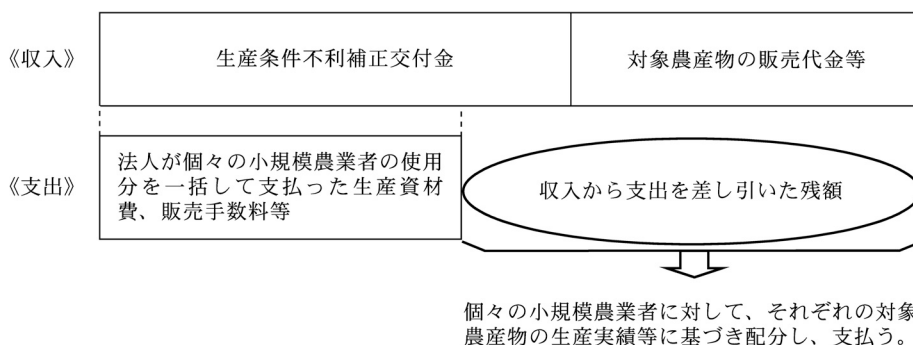 《収入》
生産条件不利補正交付金
対象農産物の販売代金等
《支出》
法人が個々の小規模農業者の使用
分を一括して支払った生産資材
費、販売手数料等
収入から支出を差し引いた残額
個々の小規模農業者に対して、それぞれの対象
農産物の生産実績等に基づき配分し、支払う。